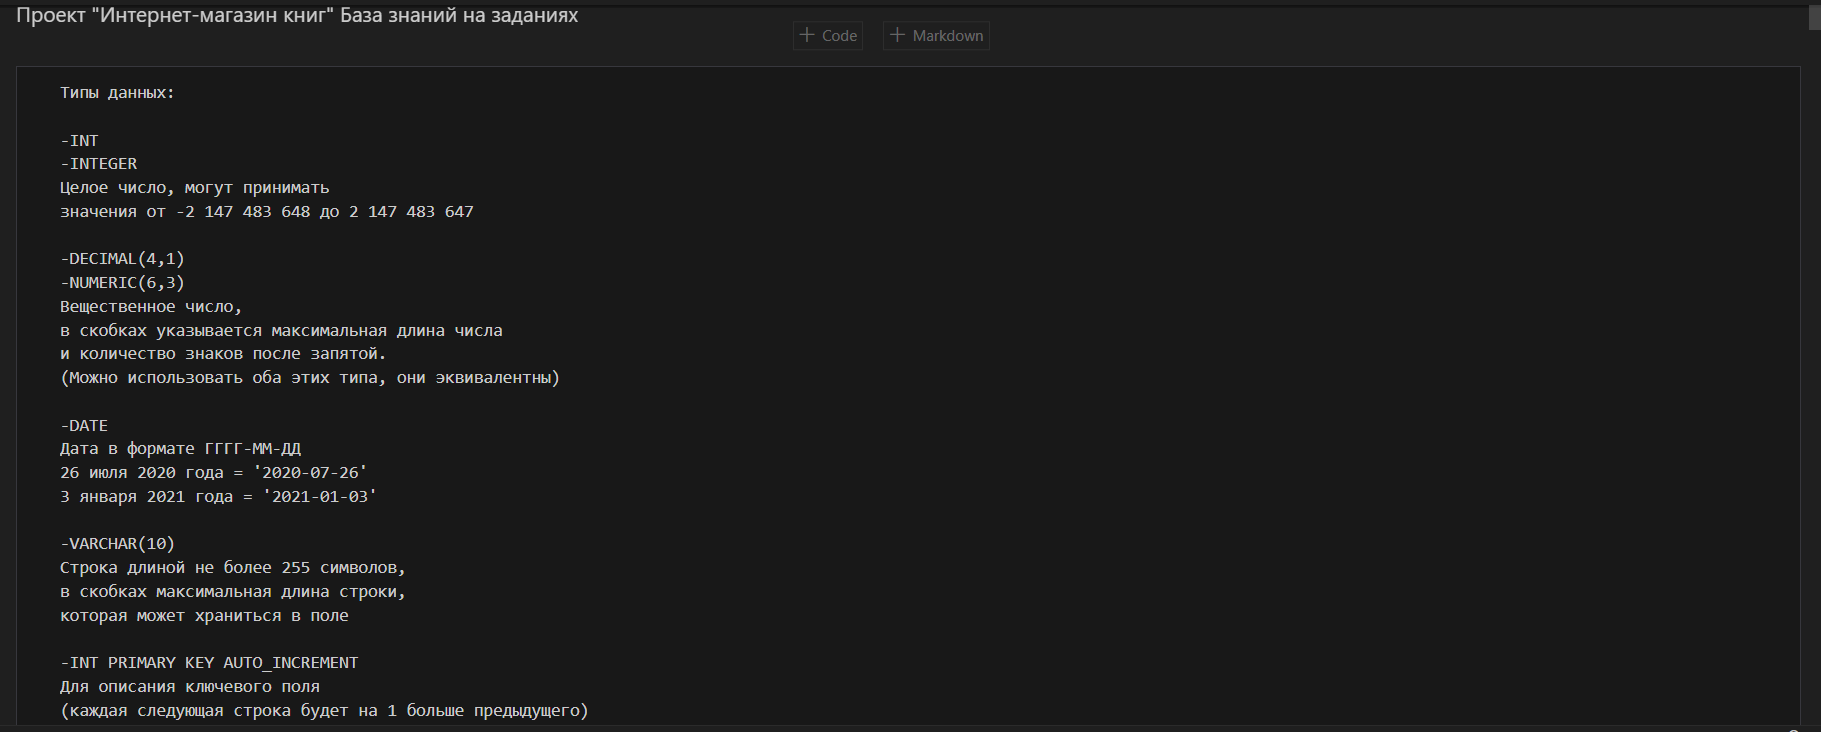 Проект "Интернет-магазин книг" База знаний на заданиях
+ Code + Markdown
Типы данных:
-INT
-INTEGER
Целое число, могут принимать
значения от -2 147 483 648 до 2 147 483 647
-DECIMAL(4,1)
-NUMERIC(6,3)
Вещественное число,
в скобках указывается максимальная длина числа
и количество знаков после запятой.
(Можно использовать оба этих типа, они эквивалентны)
-DATE
Дата в формате ГГГГ-ММ-ДД
26 июля 2020 года = '2020-07-26'
3 января 2021 года = '2021-01-03'
-VARCHAR(10)
Строка длиной не более 255 символов,
в скобках максимальная длина строки,
которая может храниться в поле
-INT PRIMARY KEY AUTO_INCREMENT
Для описания ключевого поля
(каждая следующая строка будет на 1 больше предыдущего)